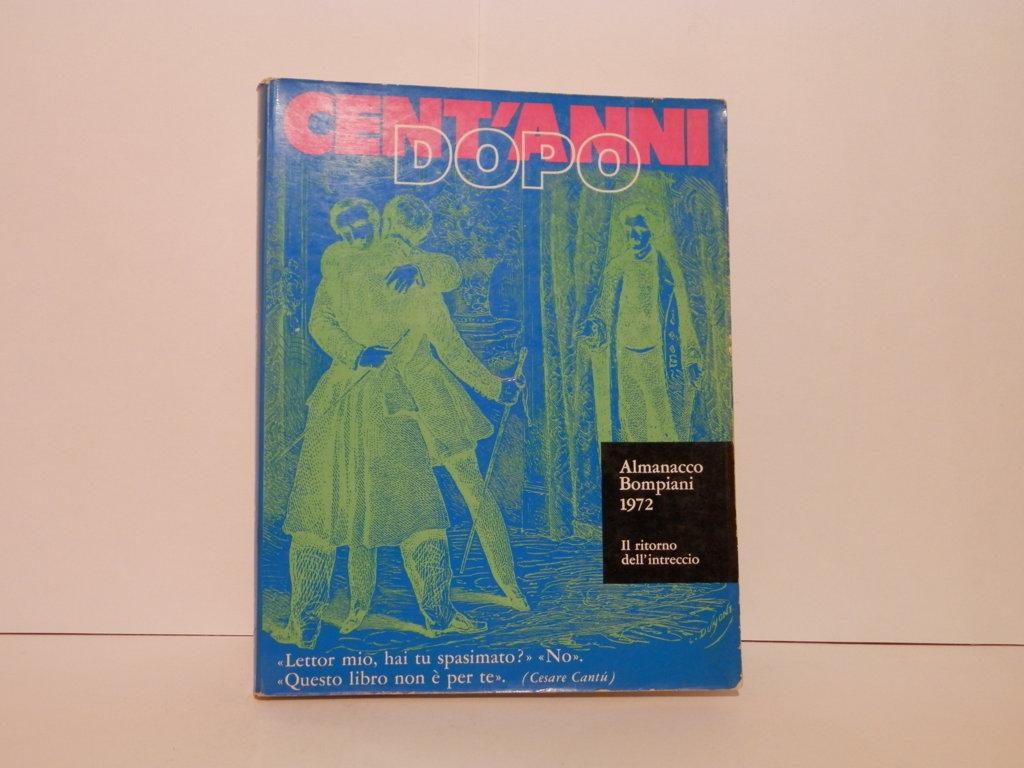 CENT'ANNI
DOPO
Almanacco
Bompiani
1972
Il ritorno
dell'intreccio
«Lettor mio, hai tu spasimato?» «No».
«Questo libro non è per te». (Cesare Cantú)